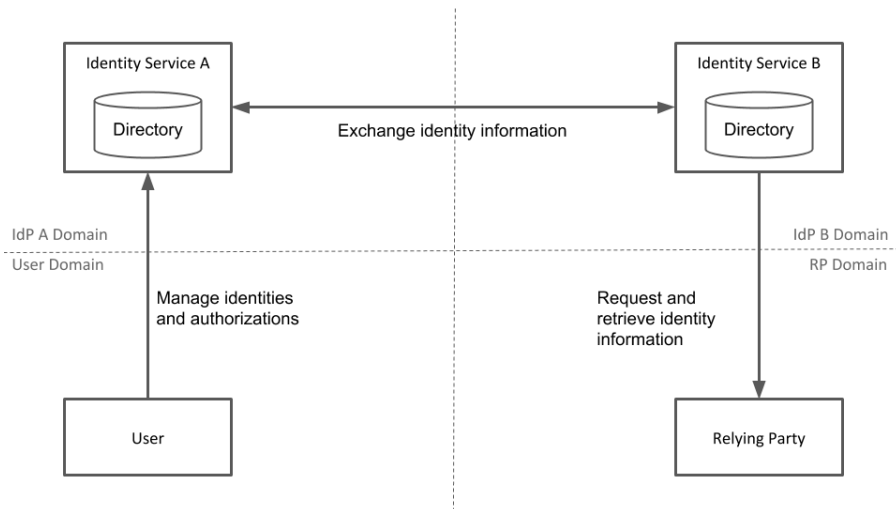 Identity Service A
Directory
Identity Service B
Directory
Exchange identity information
IdP A Domain
IdP B Domain
User Domain
RP Domain
Manage identities
and authorizations
Request and
retrieve identity
information
User
Relying Party